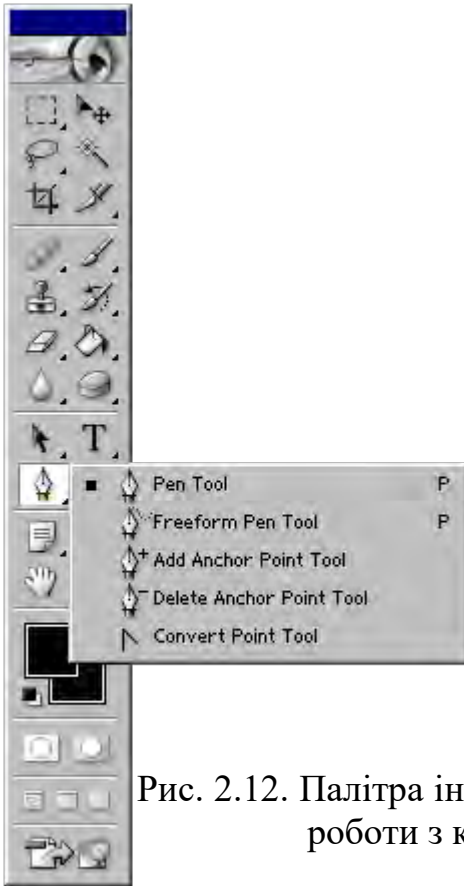 T
Pen Tool P
Freeform Pen Tool P
Add Anchor Point Tool
Delete Anchor Point Tool
Convert Point Tool
Рис. 2.12. Палітра
роботи з